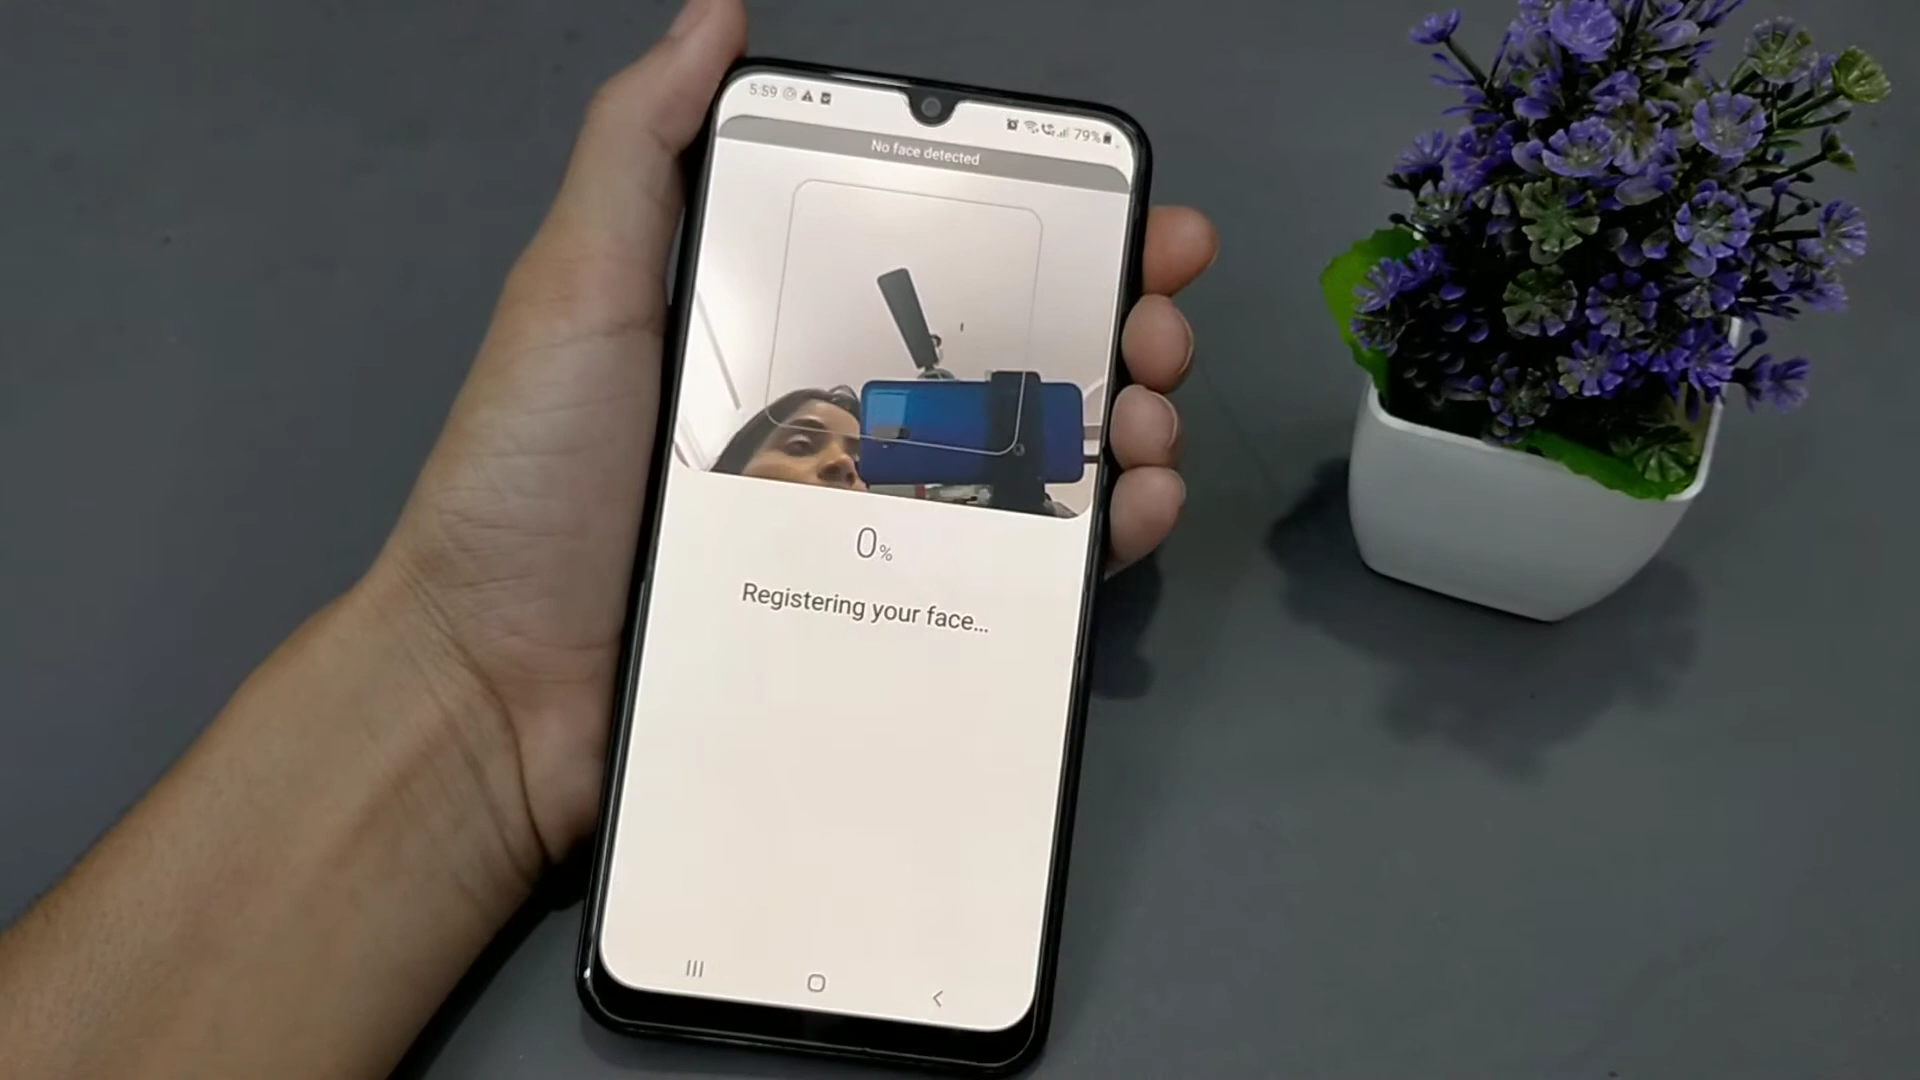 5:59
79%
No face detected
0%
Registering your face...